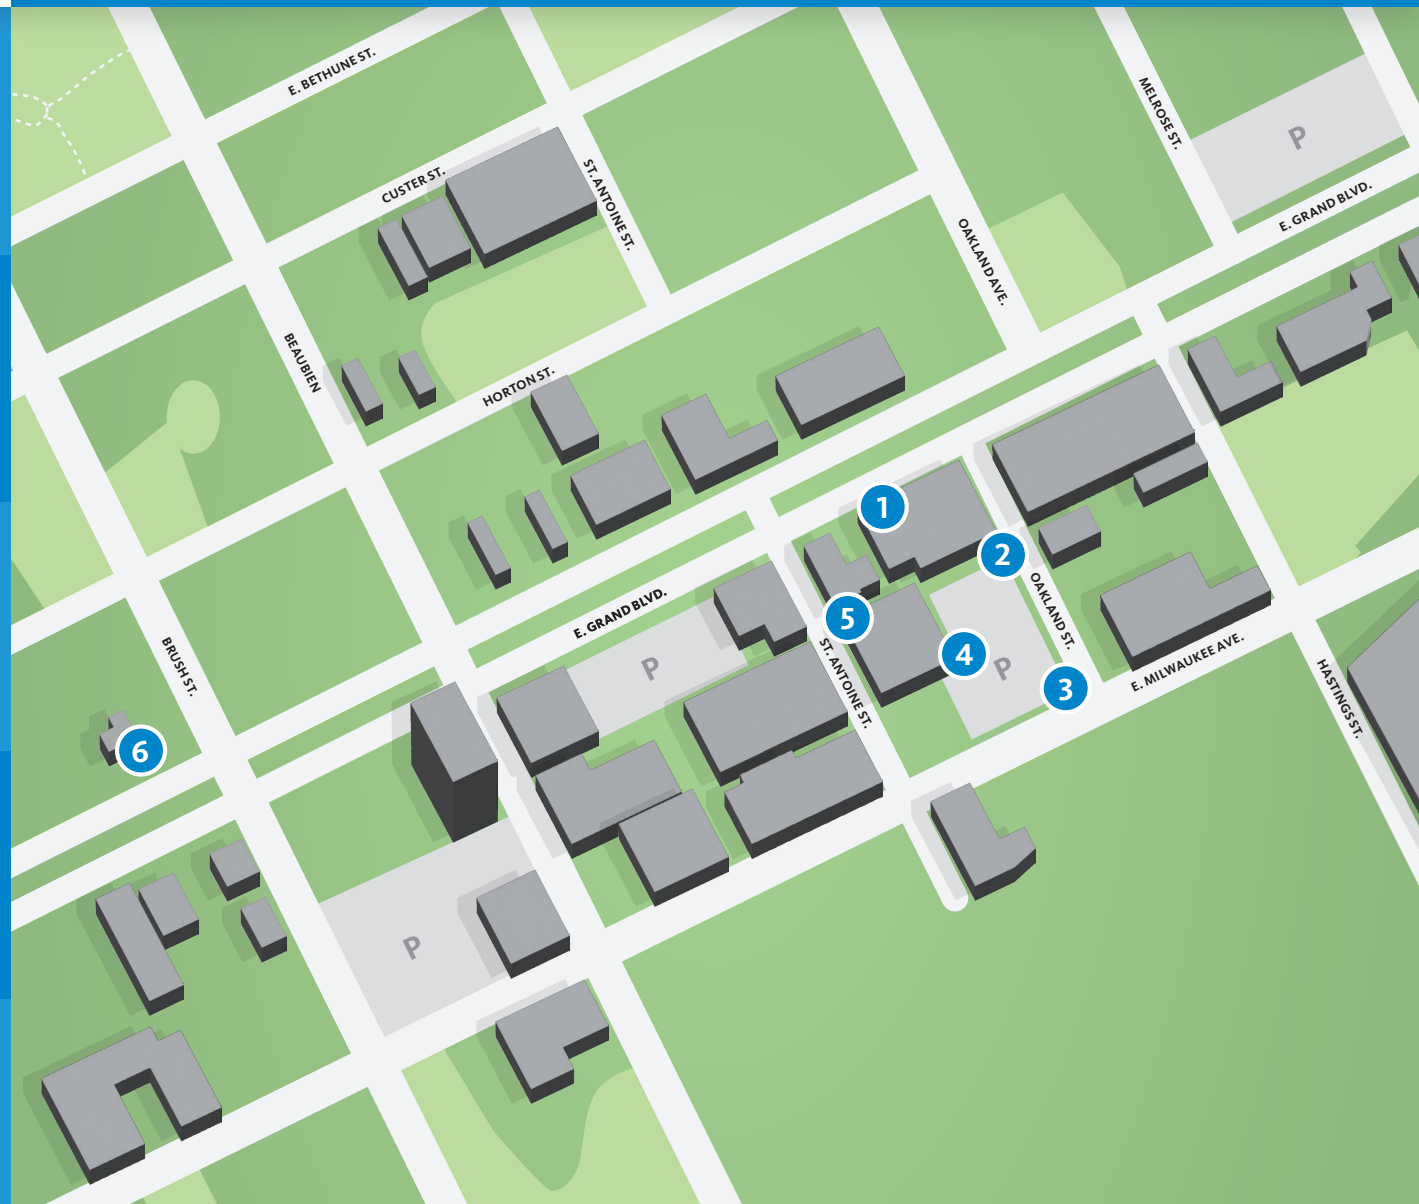 E. BETHUNE ST.
MELROSE ST.
P
CUSTER ST.
ST. ANTOINE ST.
E. GRAND BLVD.
OAKLAND AVE.
BEAUBIEN
HORTON ST.
1
2
E. GRAND BLVD.
OAKLAND ST.
5
BRUSH ST.
P
ST. ANTOINE ST.
4
P
3
E. MILWAUKEE AVE.
HASTINGS ST.
6
P